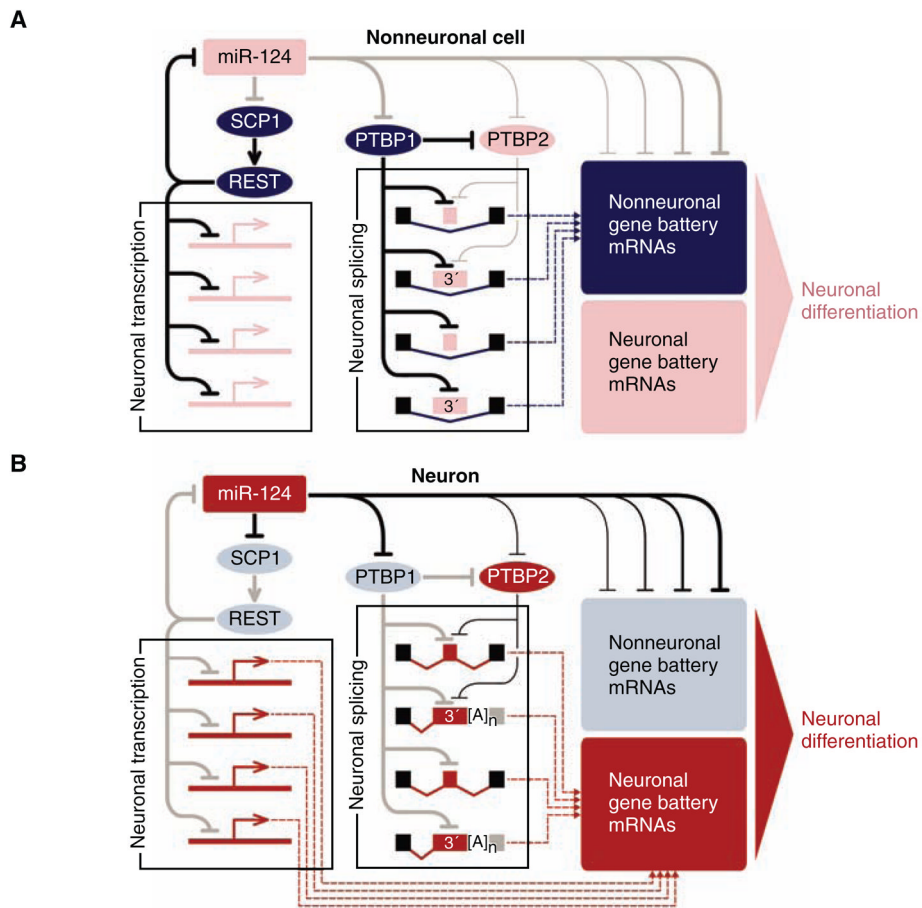 A
Nonneuronal cell
miR-124
SCP1
REST
PTBP1
PTBP2
Neuronal transcription
Neuronal splicing
3´
3´
Nonneuronal
gene battery
mRNAs
Neuronal
gene battery
mRNAs
Neuronal
differentiation
B
Neuron
miR-124
SCP1
REST
PTBP1
PTBP2
Neuronal transcription
Neuronal splicing
3´ [A]n
3´ [A]n
Nonneuronal
gene battery
mRNAs
Neuronal
gene battery
mRNAs
Neuronal
differentiation